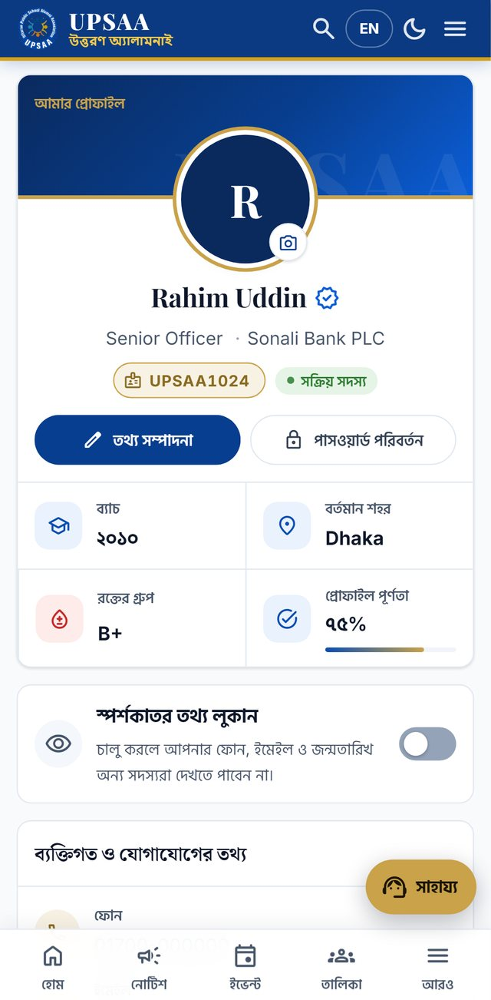 UPSAA
উত্তরণ অ্যালামনাই
EN
আমার প্রোফাইল
R
Rahim Uddin
Senior Officer · Sonali Bank PLC
UPSAA1024
সক্রিয় সদস্য
তথ্য সম্পাদনা
পাসওয়ার্ড পরিবর্তন
ব্যাচ
২০১০
বর্তমান শহর
Dhaka
রক্তের গ্রুপ
B+
প্রোফাইল পূর্ণতা
৭৫%
স্পর্শকাতর তথ্য লুকান
চালু করলে আপনার ফোন, ইমেইল ও জন্মতারিখ
অন্য সদস্যরা দেখতে পাবেন না।
ব্যক্তিগত ও যোগাযোগের তথ্য
সাহায্য
ফোন
হোম
নোটিশ
ইভেন্ট
তালিকা
আরও